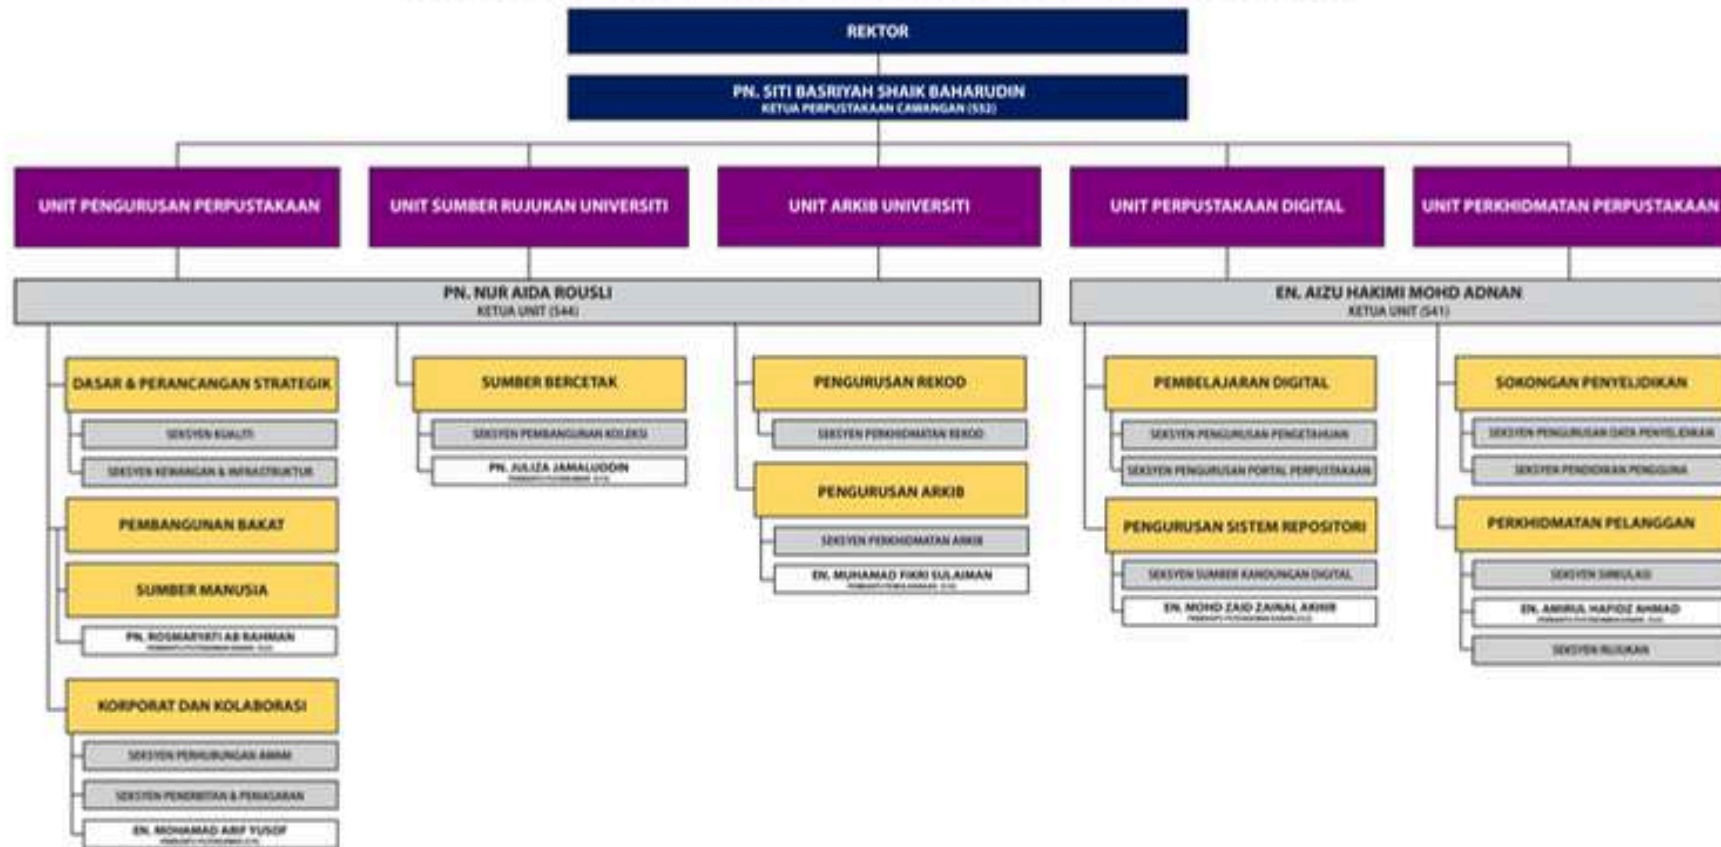 REKTOR
PN. SITI BASRIYAH SHAIK BAHARUDIN
KETUA PERPUSTAKAAN CAWANGAN (S52)
UNIT PENGURUSAN PERPUSTAKAAN
UNIT SUMBER RUJUKAN UNIVERSITI
UNIT ARKIB UNIVERSITI
UNIT PERPUSTAKAAN DIGITAL
UNIT PERKHIDMATAN PERPUSTAKAAN
PN. NUR AIDA ROUSLI
KETUA UNIT (S44)
EN. AIZU HAKIMI MOHD ADNAN
KETUA UNIT (S41)
DASAR & PERANCANGAN STRATEGIK
SEKSYEN KUALITI
SEKSYEN KEWANGAN & INFRASTRUKTUR
PEMBANGUNAN BAKAT
SUMBER MANUSIA
PN. ROSMARYATI AB RAHMAN
KORPORAT DAN KOLABORASI
SEKSYEN PERHUBUNGAN AWAM
SEKSYEN PENERBITAN & PEMASARAN
EN. MOHAMAD ARIF YUSOF
SUMBER BERCETAK
SEKSYEN PEMBANGUNAN KOLEKSI
PN. JULIZA JAMALUDDIN
PENGURUSAN REKOD
SEKSYEN PERKHIDMATAN REKOD
PENGURUSAN ARKIB
SEKSYEN PERKHIDMATAN ARKIB
EN. MUHAMAD FIKRI SULAIMAN
PEMBELAJARAN DIGITAL
SEKSYEN PENGURUSAN PENGETAHUAN
SEKSYEN PENGURUSAN PORTAL PERPUSTAKAAN
PENGURUSAN SISTEM REPOSITORI
SEKSYEN SUMBER KANDUNGAN DIGITAL
EN. MOHD ZAID ZAINAL
SOKONGAN PENYELIDIKAN
SEKSYEN PENGURUSAN DATA PENYELIDIKAN
SEKSYEN PENDIDIKAN PENGGUNA
PERKHIDMATAN PELANGGAN
SEKSYEN SIRKULASI
EN. AMIRUL HAFIDZ AHMAD
SEKSYEN RUJUKAN